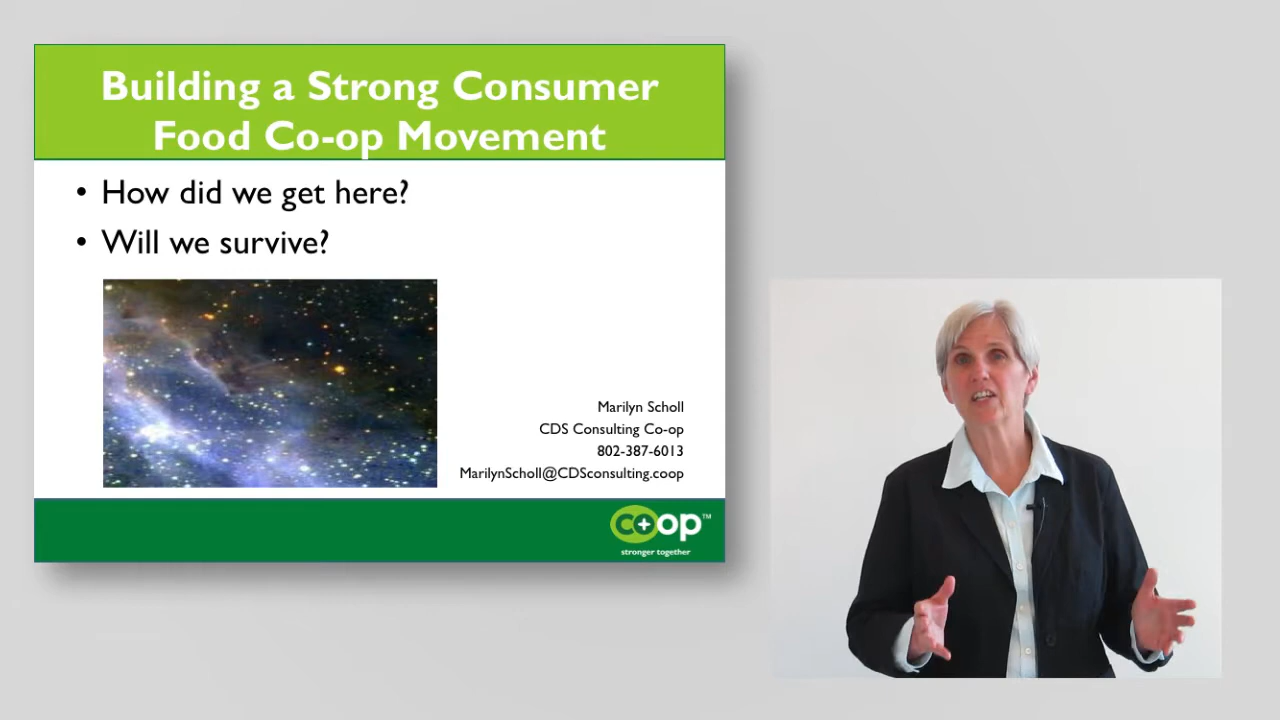 Building a Strong Consumer
Food Co-op Movement
• How did we get here?
• Will we survive?
Marilyn Scholl
CDS Consulting Co-op
802-387-6013
MarilynScholl@CDSconsulting.coop
co+op™
stronger together